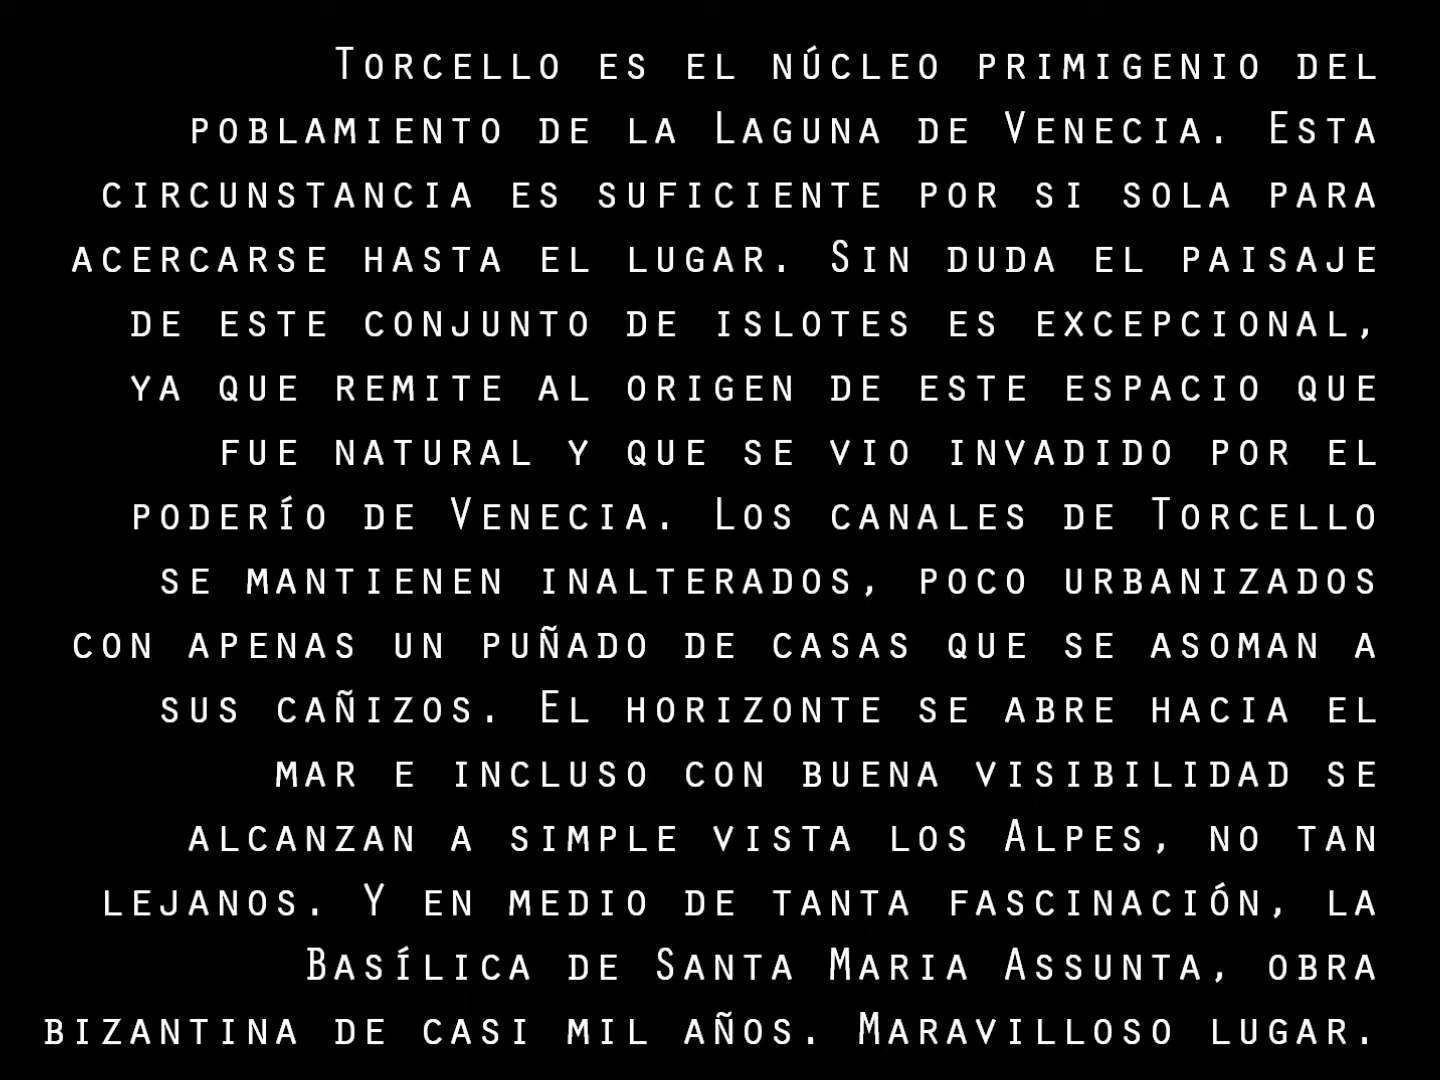 Torcello es el núcleo primigenio del
poblamiento de la Laguna de Venecia. Esta
circunstancia es suficiente por si sola para
acercarse hasta el lugar. Sin duda el paisaje
de este conjunto de islotes es excepcional,
ya que remite al origen de este espacio que
fue natural y que se vio invadido por el
poderío de Venecia. Los canales de Torcello
se mantienen inalterados, poco urbanizados
con apenas un puñado de casas que se asoman a
sus cañizos. El horizonte se abre hacia el
mar e incluso con buena visibilidad se
alcanzan a simple vista los Alpes, no tan
lejanos. Y en medio de tanta fascinación, la
Basílica de Santa Maria Assunta, obra
bizantina de casi mil años. Maravilloso lugar.